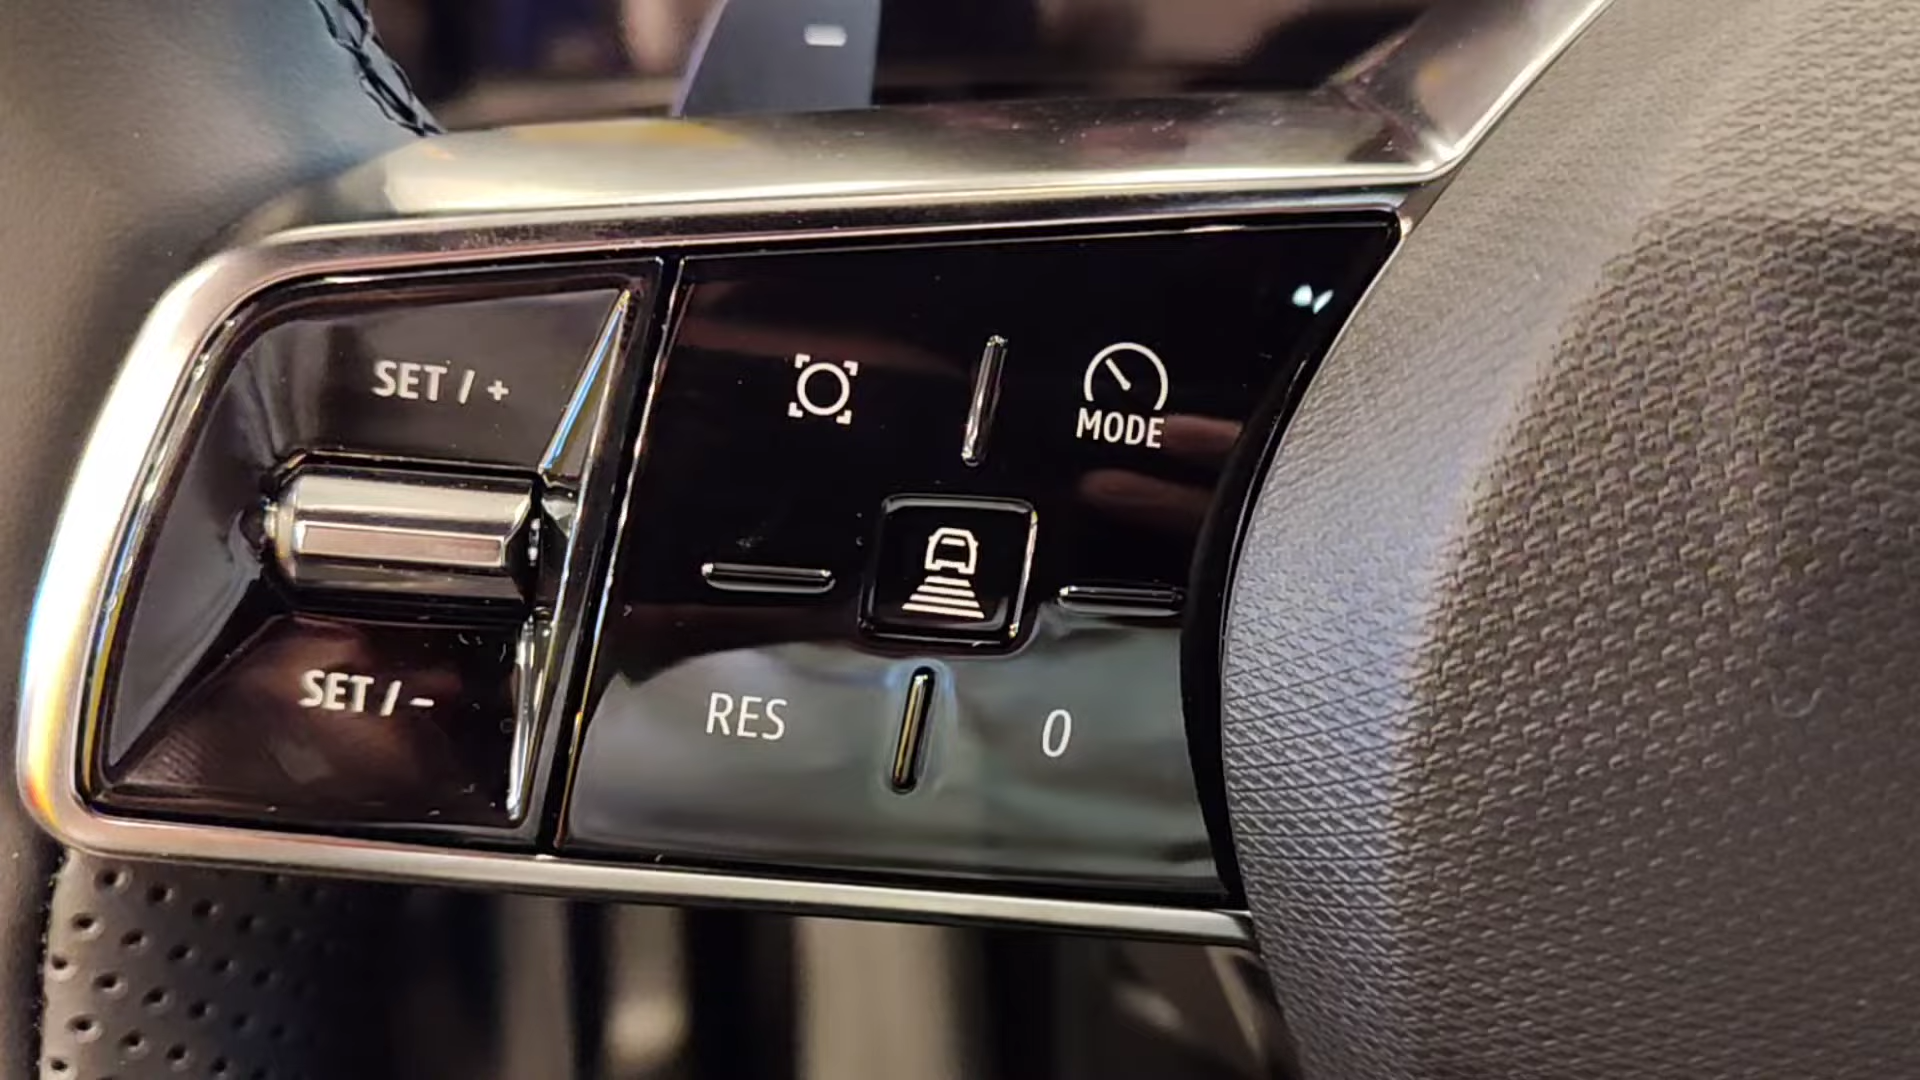 SET / +
MODE
SET / -
RES
0